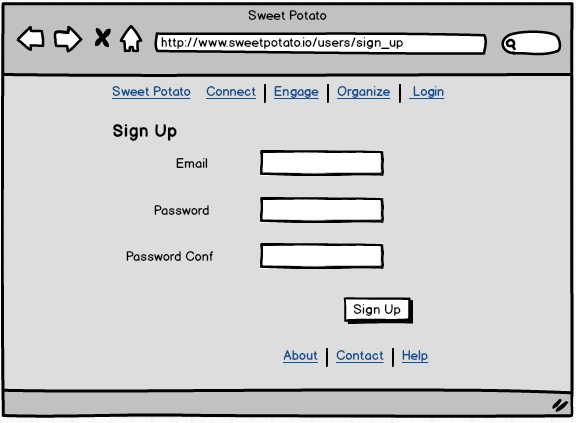 Sweet Potato
http://www.sweetpotato.io/users/sign_up
Sweet Potato Connect Engage Organize Login
Sign Up
Email
Password
Password Conf
Sign Up
About Contact Help